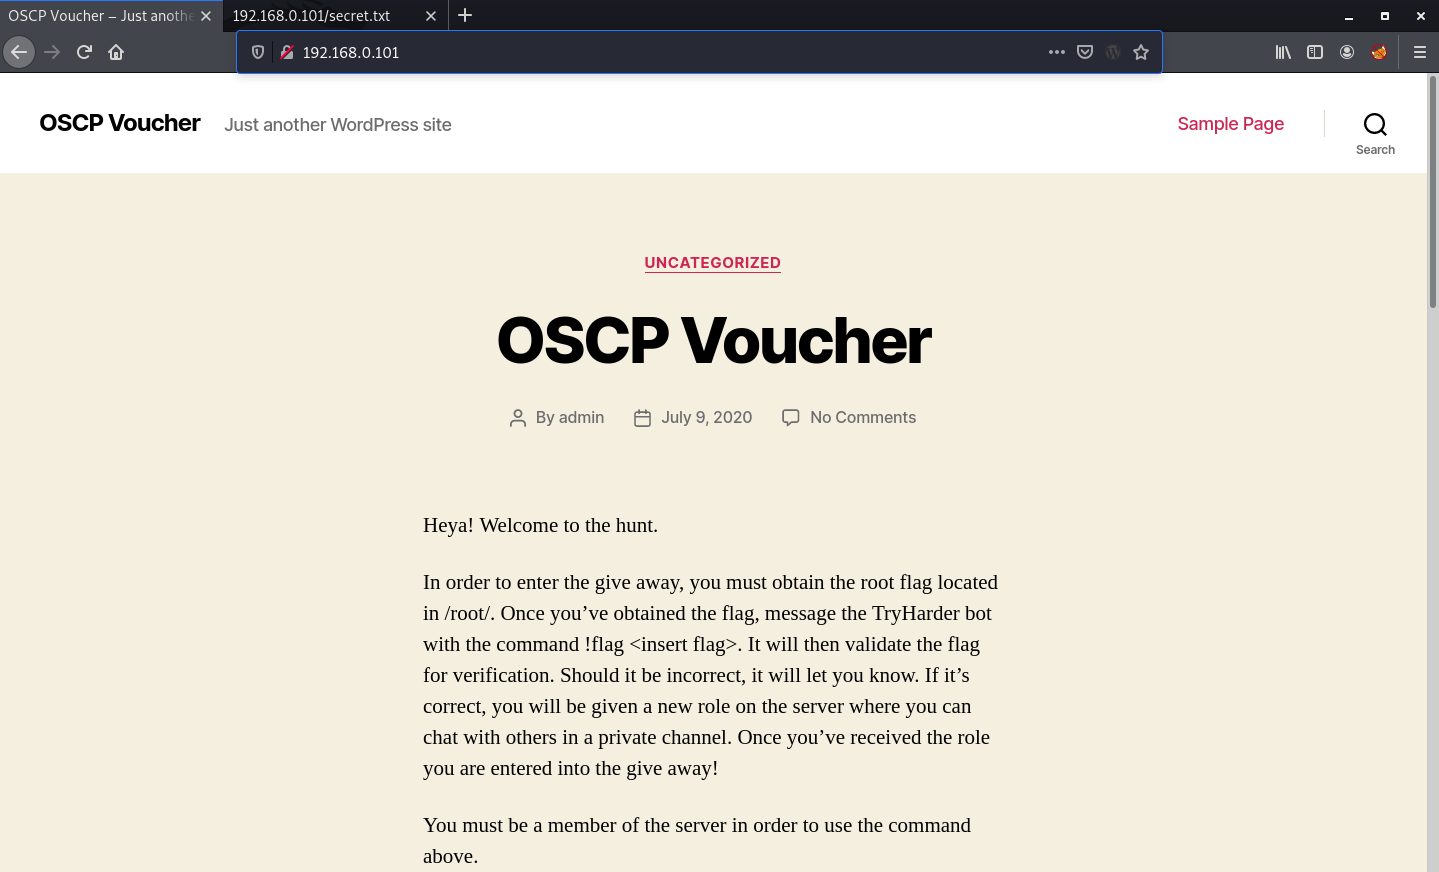 OSCP Voucher – Just anothe
192.168.0.101/secret.txt
192.168.0.101
OSCP Voucher Just another WordPress site Sample Page
Search
UNCATEGORIZED
OSCP Voucher
By admin July 9, 2020 No Comments
Heya! Welcome to the hunt.
In order to enter the give away, you must obtain the root flag located
in /root/. Once you’ve obtained the flag, message the TryHarder bot
with the command !flag <insert flag>. It will then validate the flag
for verification. Should it be incorrect, it will let you know. If it’s
correct, you will be given a new role on the server where you can
chat with others in a private channel. Once you’ve received the role
you are entered into the give away!
You must be a member of the server in order to use the command
above.